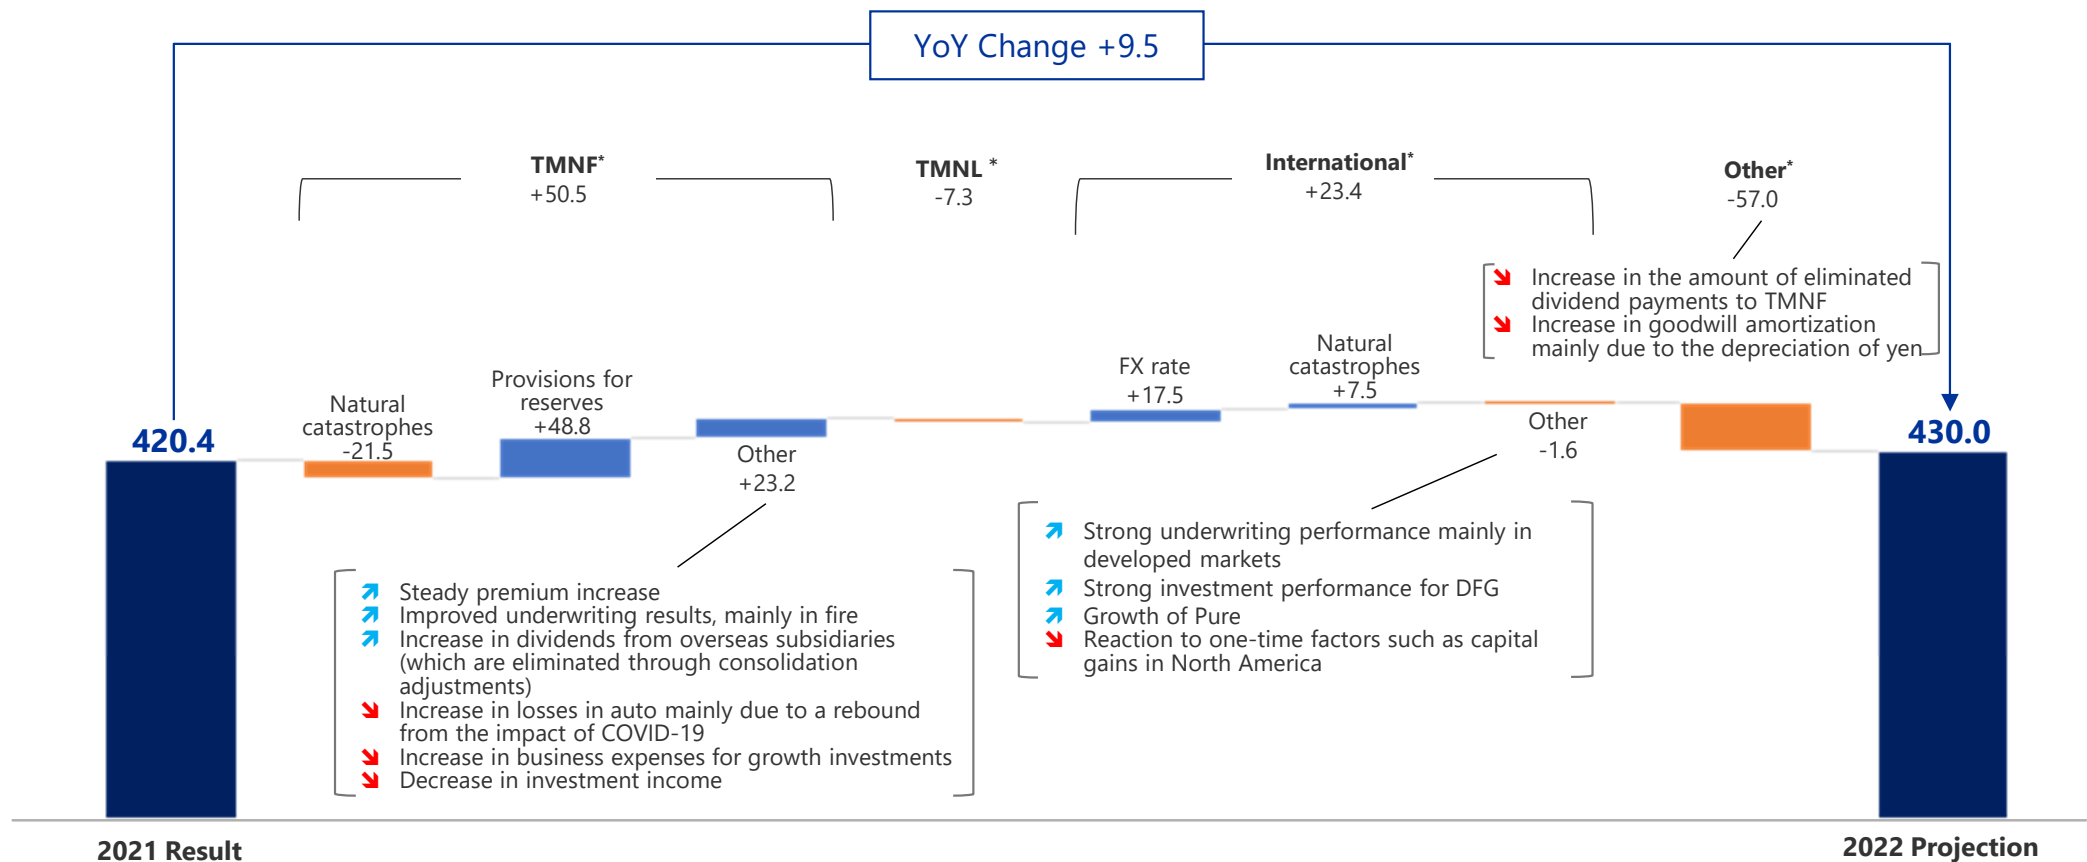 YoY Change +9.5
TMNF*
+50.5
TMNL *
-7.3
International*
+23.4
Other*
-57.0
Increase in the amount of eliminated
dividend payments to TMNF
Increase in goodwill amortization
mainly due to the depreciation of yen
420.4
Natural
catastrophes
-21.5
Provisions for
reserves
+48.8
Other
+23.2
FX rate
+17.5
Natural
catastrophes
+7.5
Other
-1.6
430.0
Steady premium increase
Improved underwriting results, mainly in fire
Increase in dividends from overseas subsidiaries
(which are eliminated through consolidation
adjustments)
Increase in losses in auto mainly due to a rebound
from the impact of COVID-19
Increase in business expenses for growth investments
Decrease in investment income
Strong underwriting performance mainly in
developed markets
Strong investment performance for DFG
Growth of Pure
Reaction to one-time factors such as capital
gains in North America
2021 Result
2022 Projection